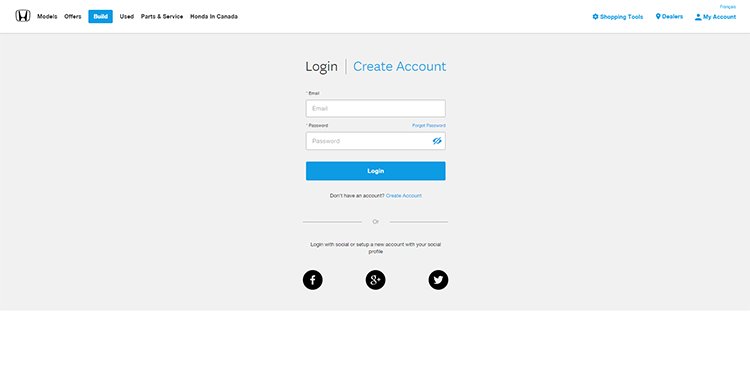 Français
Models Offers Build Used Parts & Service Honda In Canada Shopping Tools Dealers My Account
Login Create Account
*Email
Email
*Password Forgot Password
Password
Login
Don't have an account? Create Account
Or
Login with social or setup a new account with your social
profile